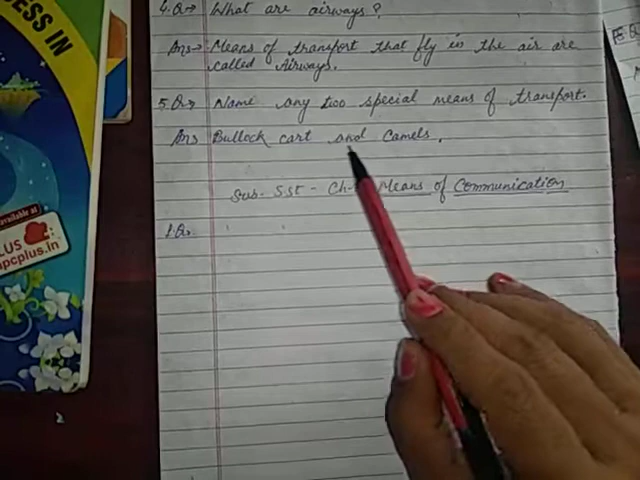 4.Q→ What are airways?
Ans→ Means of transport that fly in the air are
called Airways.
5.Q→ Name any two special means of transport.
Ans Bullock cart and Camels.
Sub- S.St - Ch- Means of Communication
1.Q.
ESS IN
available at
PLUS
npcplus.in